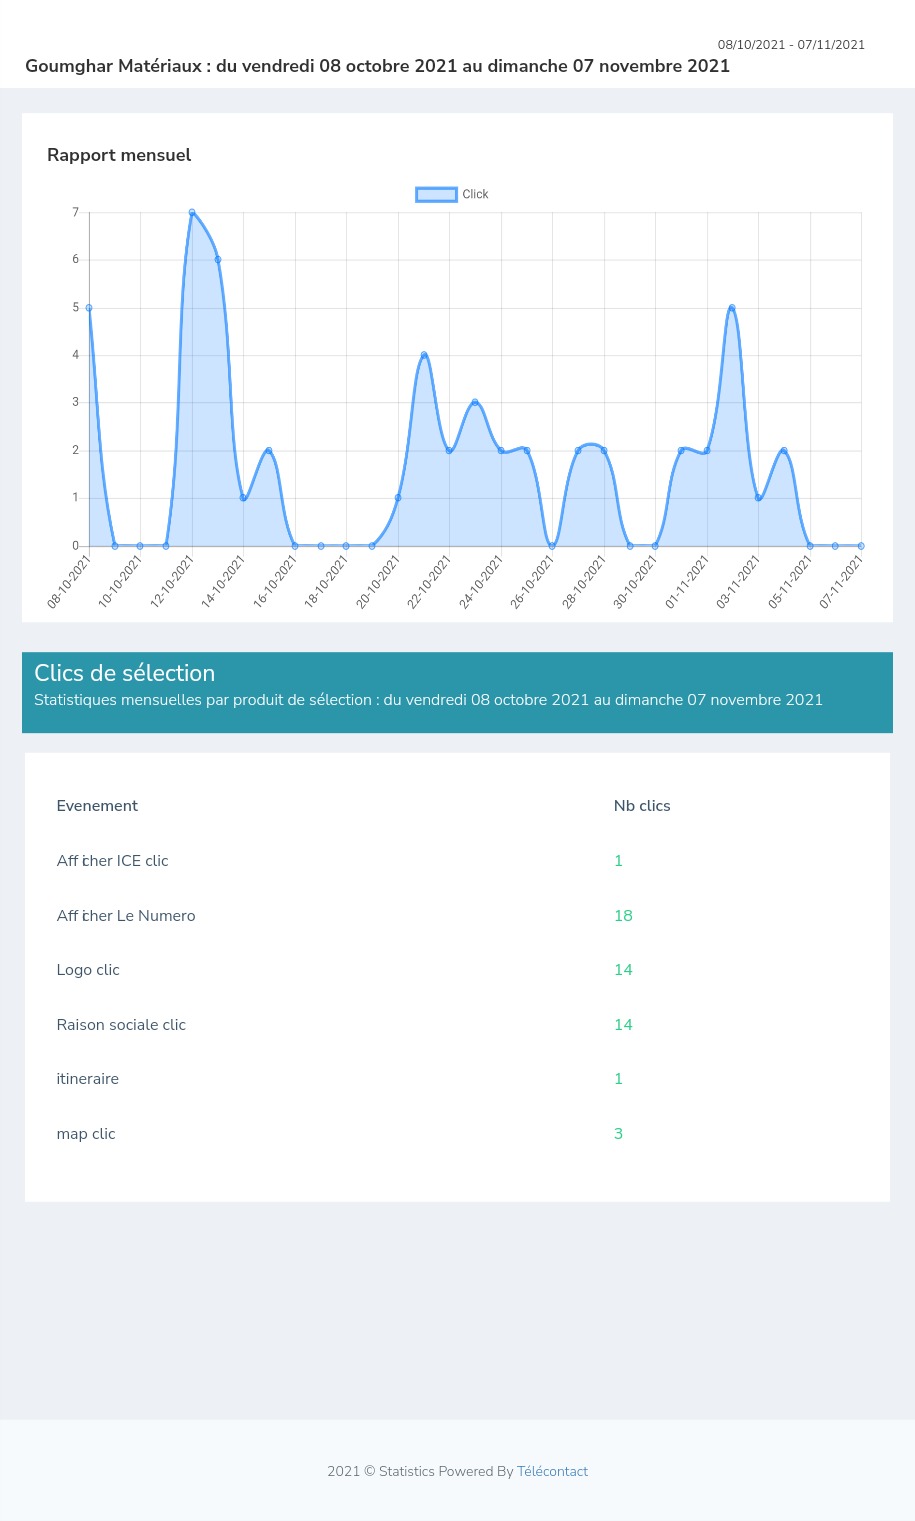 08/10/2021 - 07/11/2021
Goumghar Matériaux : du vendredi 08 octobre 2021 au dimanche 07 novembre 2021
Rapport mensuel
Click
7
6
5
4
3
2
1
0
08-10-2021 10-10-2021 12-10-2021 14-10-2021 16-10-2021 18-10-2021 20-10-2021 22-10-2021 24-10-2021 26-10-2021 28-10-2021 30-10-2021 01-11-2021 03-11-2021 05-11-2021 07-11-2021
Clics de sélection
Statistiques mensuelles par produit de sélection : du vendredi 08 octobre 2021 au dimanche 07 novembre 2021
Evenement Nb clics
Afficher ICE clic 1
Afficher Le Numero 18
Logo clic 14
Raison sociale clic 14
itineraire 1
map clic 3
2021 © Statistics Powered By Télécontact